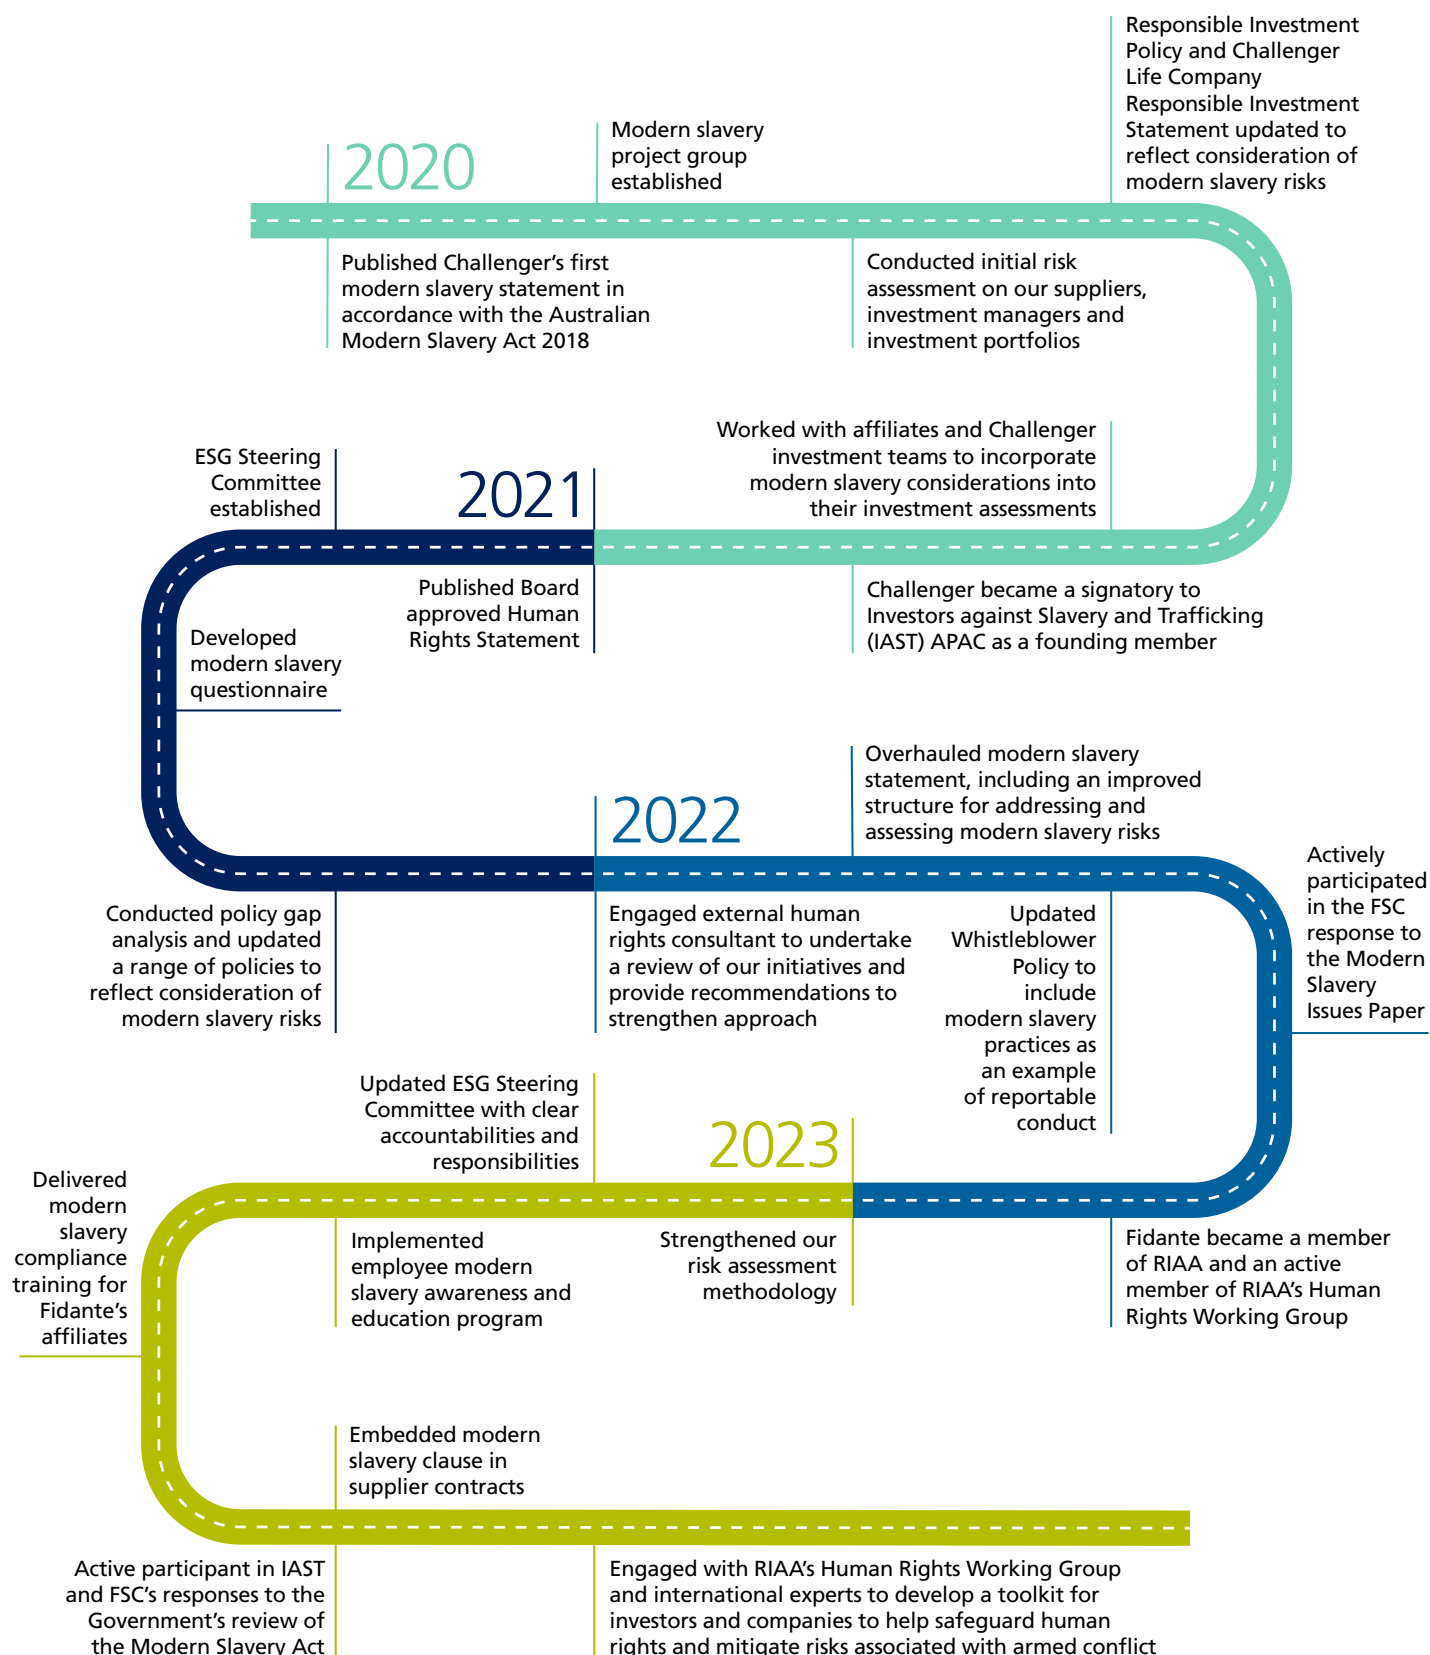 2020
Published Challenger's first
modern slavery statement in
accordance with the Australian
Modern Slavery Act 2018
Modern slavery
project group
established
Conducted initial risk
assessment on our suppliers,
investment managers and
investment portfolios
Responsible Investment
Policy and Challenger
Life Company
Responsible Investment
Statement updated to
reflect consideration of
modern slavery risks
Worked with affiliates and Challenger
investment teams to incorporate
modern slavery considerations into
their investment assessments
Challenger became a signatory to
Investors against Slavery and Trafficking
(IAST) APAC as a founding member
2021
Published Board
approved Human
Rights Statement
ESG Steering
Committee
established
Developed
modern slavery
questionnaire
Conducted policy gap
analysis and updated
a range of policies to
reflect consideration of
modern slavery risks
2022
Engaged external human
rights consultant to undertake
a review of our initiatives and
provide recommendations to
strengthen approach
Overhauled modern slavery
statement, including an improved
structure for addressing and
assessing modern slavery risks
Updated
Whistleblower
Policy to
include
modern slavery
practices as
an example
of reportable
conduct
Actively
participated
in the FSC
response to
the Modern
Slavery
Issues Paper
Fidante became a member
of RIAA and an active
member of RIAA's Human
Rights Working Group
2023
Strengthened our
risk assessment
methodology
Updated ESG Steering
Committee with clear
accountabilities and
responsibilities
Implemented
employee modern
slavery awareness and
education program
Delivered
modern
slavery
compliance
training for
Fidante's
affiliates
Embedded modern
slavery clause in
supplier contracts
Active participant in IAST
and FSC's responses to the
Government's review of
the Modern Slavery Act
Engaged with RIAA's Human Rights Working Group
and international experts to develop a toolkit for
investors and companies to help safeguard human
rights and mitigate risks associated with armed conflict